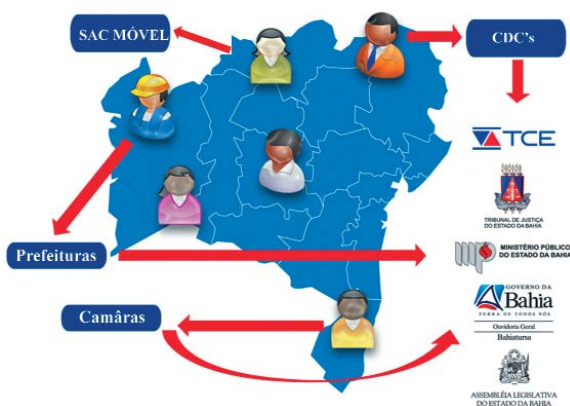 SAC MÓVEL
CDC's
TCE
TRIBUNAL DE JUSTIÇA
DO ESTADO DA BAHIA
Prefeituras
mp
MINISTÉRIO PÚBLICO
DO ESTADO DA BAHIA
GOVERNO DA
Bahia
TERRA DE TODOS NÓS
Ouvidoria Geral
Bahiatursa
Camâras
ASSEMBLÉIA LEGISLATIVA
DO ESTADO DA BAHIA